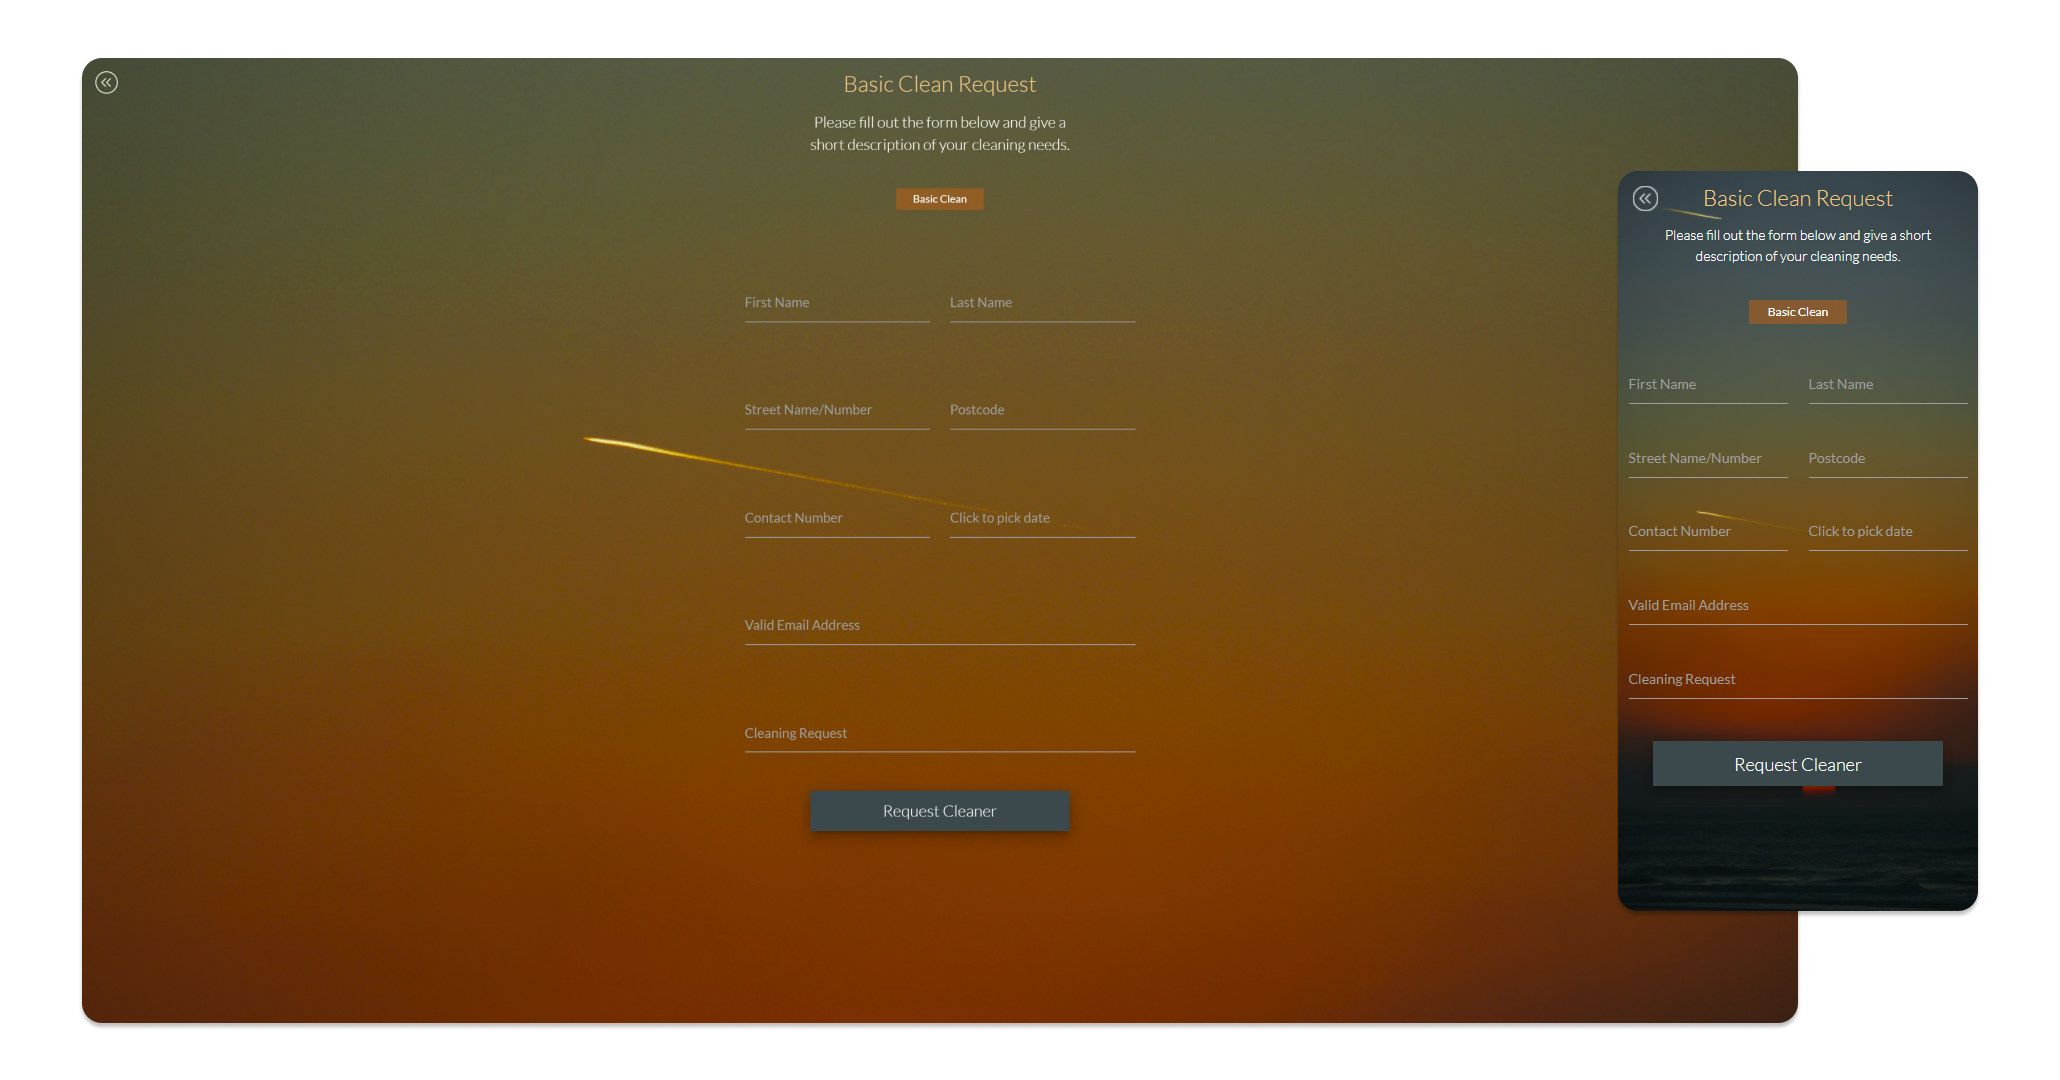 Basic Clean Request
Please fill out the form below and give a
short description of your cleaning needs.
Basic Clean
First Name
Last Name
Street Name/Number
Postcode
Contact Number
Click to pick date
Valid Email Address
Cleaning Request
Request Cleaner
Basic Clean Request
Please fill out the form below and give a short
description of your cleaning needs.
Basic Clean
First Name
Last Name
Street Name/Number
Postcode
Contact Number
Click to pick date
Valid Email Address
Cleaning Request
Request Cleaner